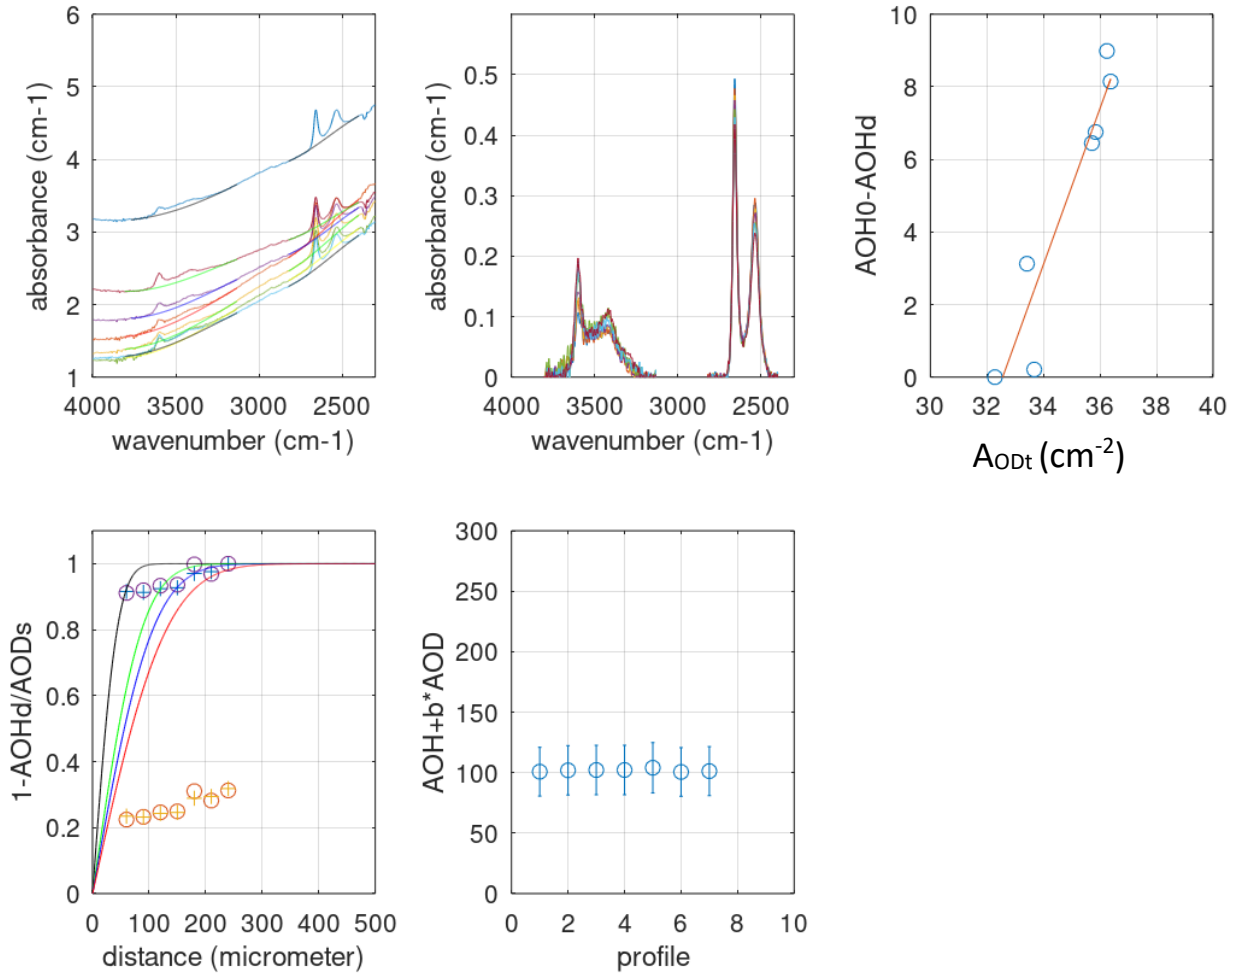 6
5
4
3
2
1
absorbance (cm-1)
4000 3500 3000 2500
wavenumber (cm-1)
0.5
0.4
0.3
0.2
0.1
0
absorbance (cm-1)
4000 3500 3000 2500
wavenumber (cm-1)
10
8
6
4
2
0
AOH0-AOHd
30 32 34 36 38 40
AODt (cm-2)
1
0.8
0.6
0.4
0.2
0
1-AOHd/AODs
0 100 200 300 400 500
distance (micrometer)
300
250
200
150
100
50
0
AOH+b*AOD
0 2 4 6 8 10
profile